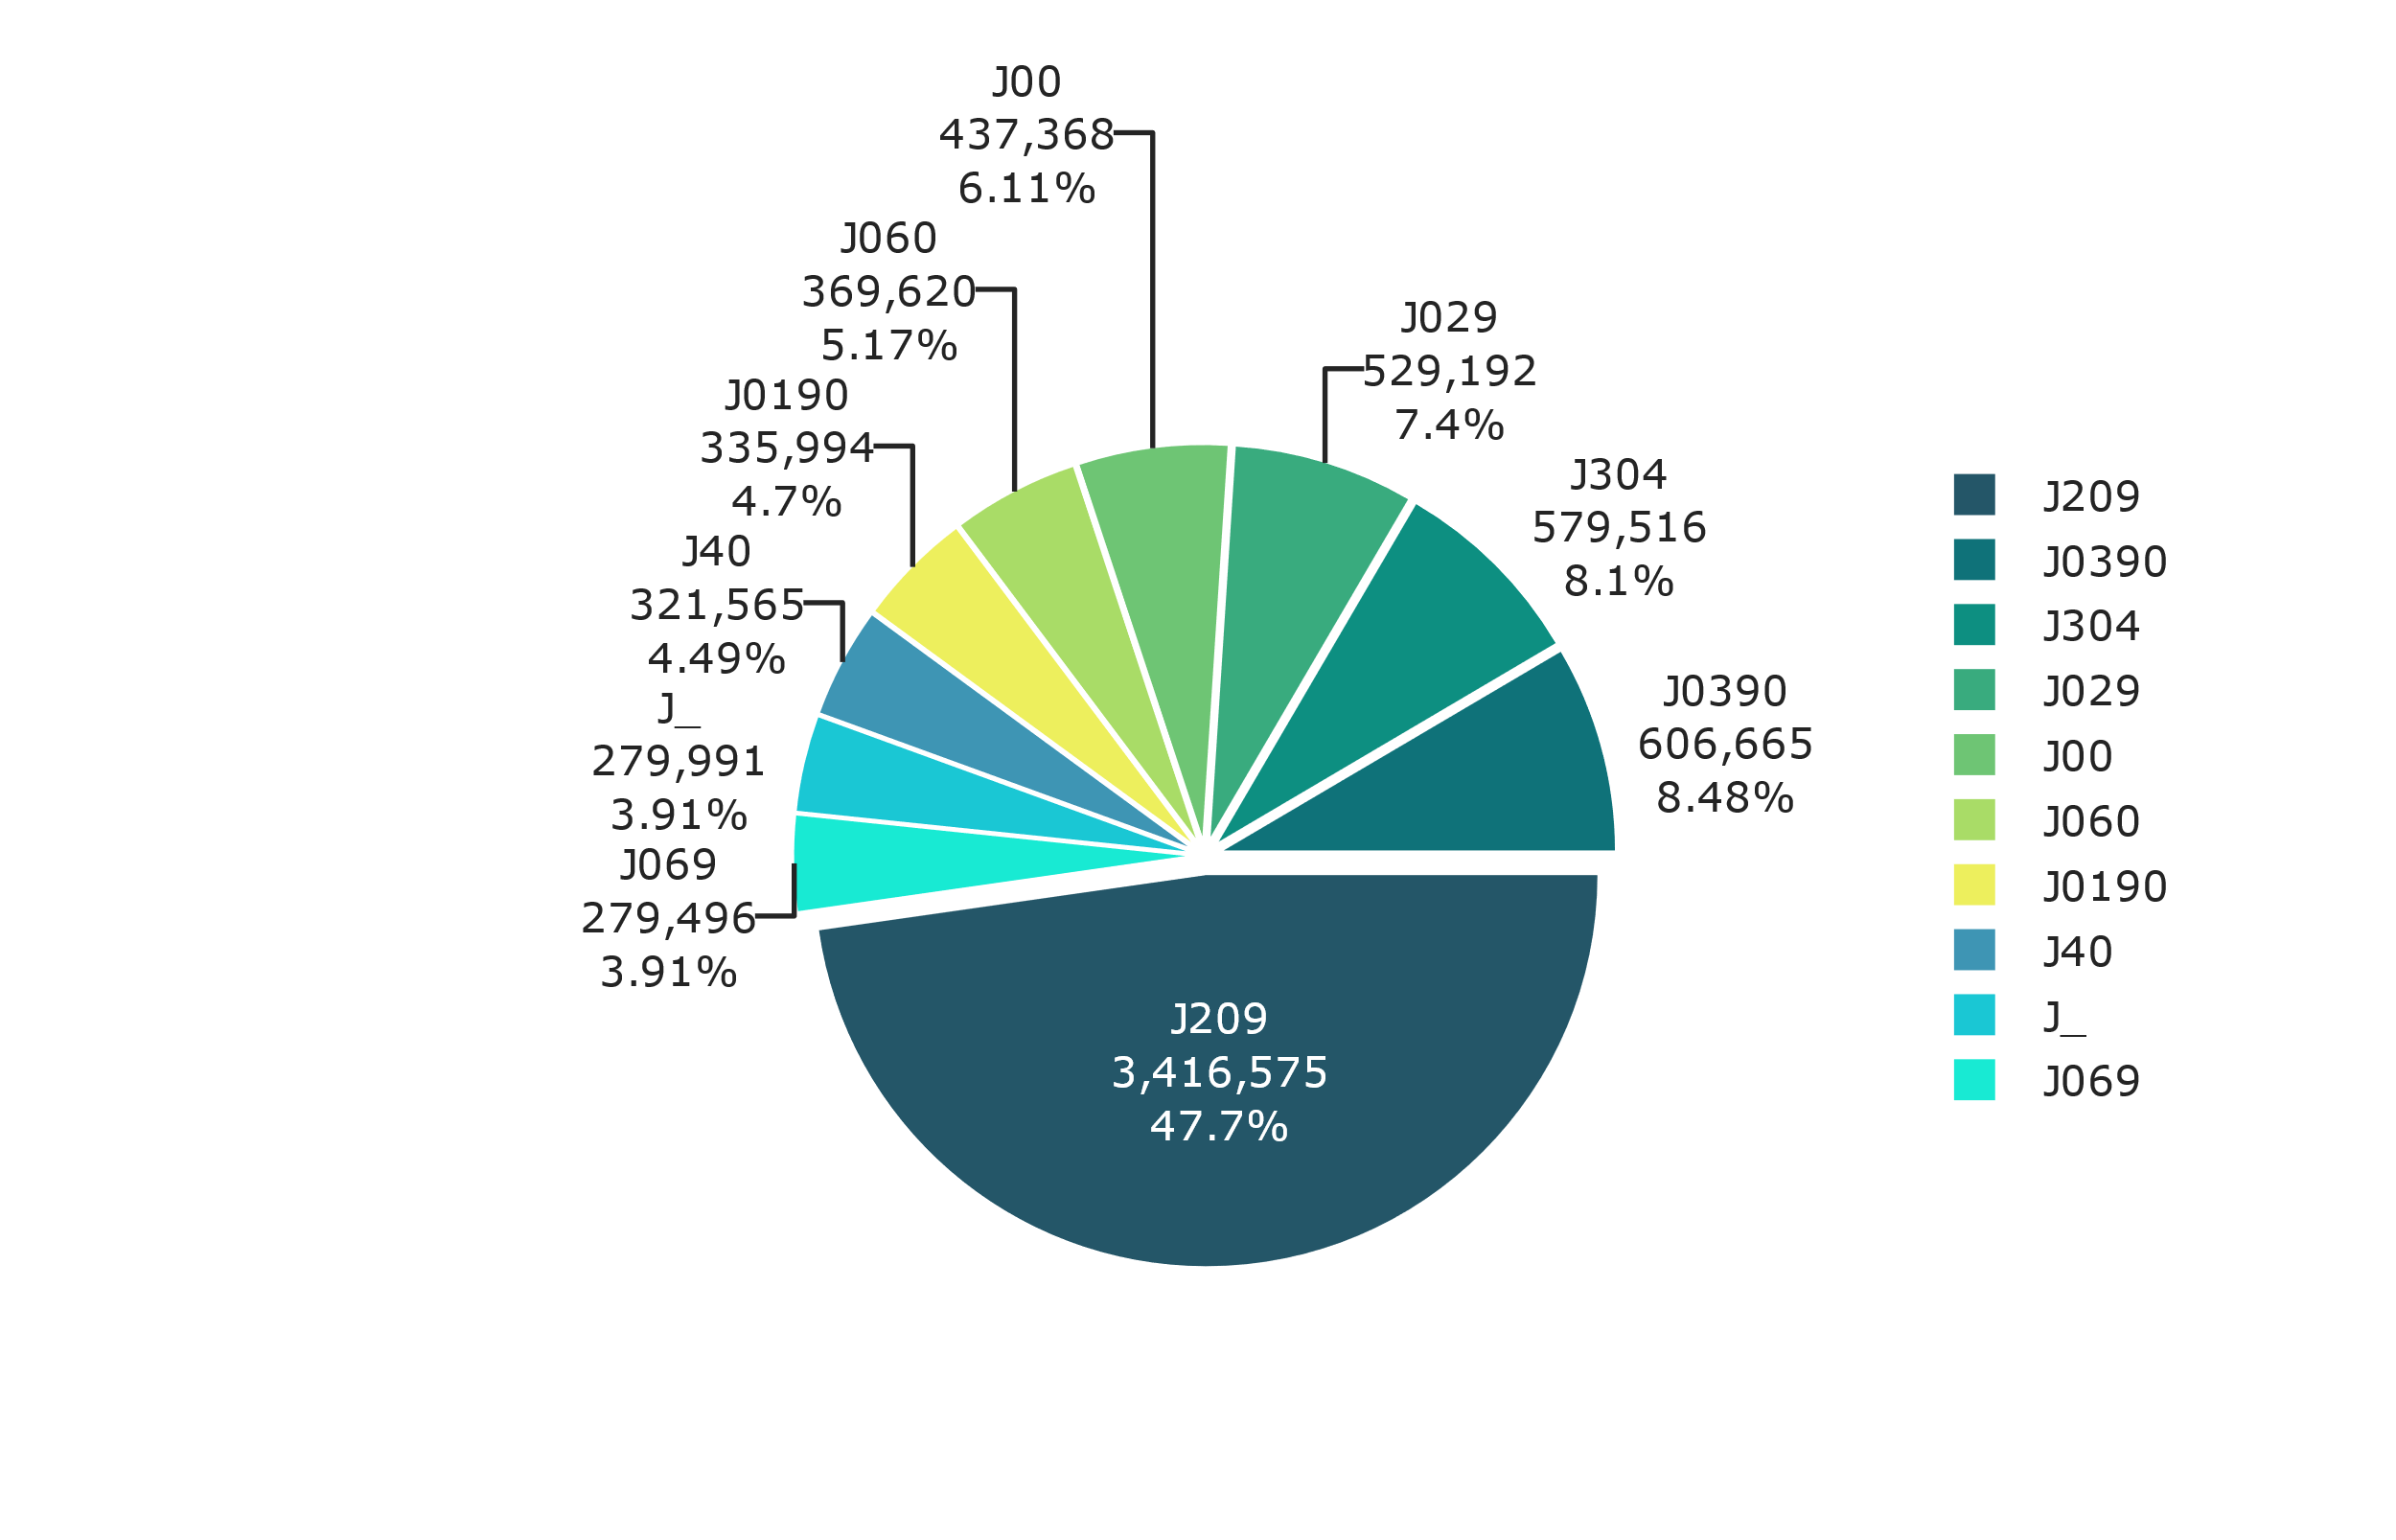 J00
437,368
6.11%
J060
369,620
5.17%
J029
529,192
7.4%
J0190
335,994
4.7%
J304
579,516
8.1%
J40
321,565
4.49%
J0390
606,665
8.48%
J_
279,991
3.91%
J069
279,496
3.91%
J209
3,416,575
47.7%
J209
J0390
J304
J029
J00
J060
J0190
J40
J_
J069